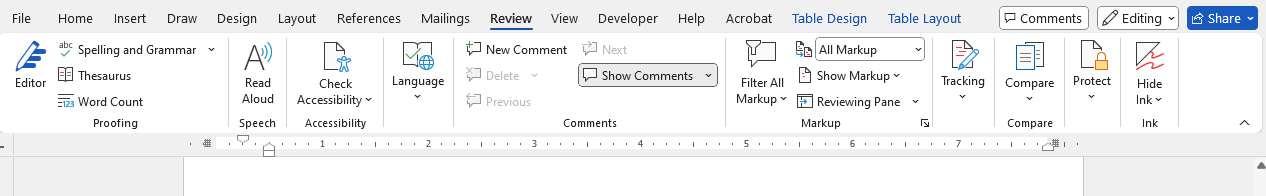 File Home Insert Draw Design Layout References Mailings Review View Developer Help Acrobat Table Design Table Layout Comments Editing Share
Editor
abc Spelling and Grammar
Thesaurus
123 Word Count
Proofing
Read
Aloud
Speech
Check
Accessibility
Accessibility
Language
New Comment Next
Delete Show Comments
Previous
Comments
Filter All
Markup
All Markup
Show Markup
Reviewing Pane
Markup
Tracking
Compare
Compare
Protect
Hide
Ink
Ink
1 2 3 4 5 6 7